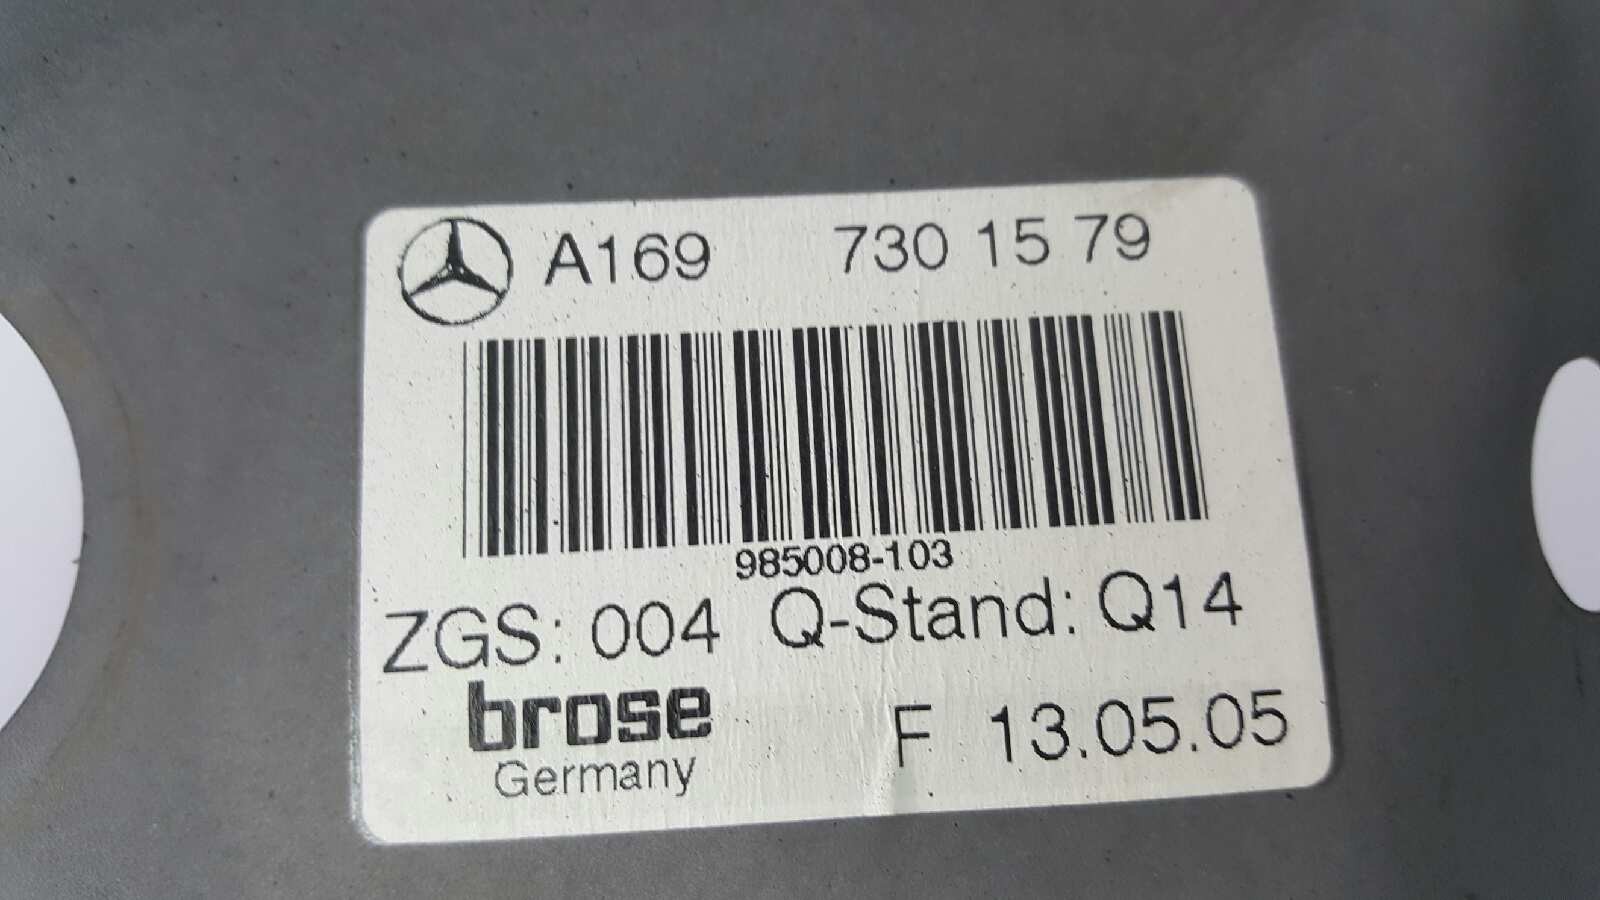 A169 730 15 79
985008-103
ZGS: 004 Q-Stand: Q14
brose F 13.05.05
Germany